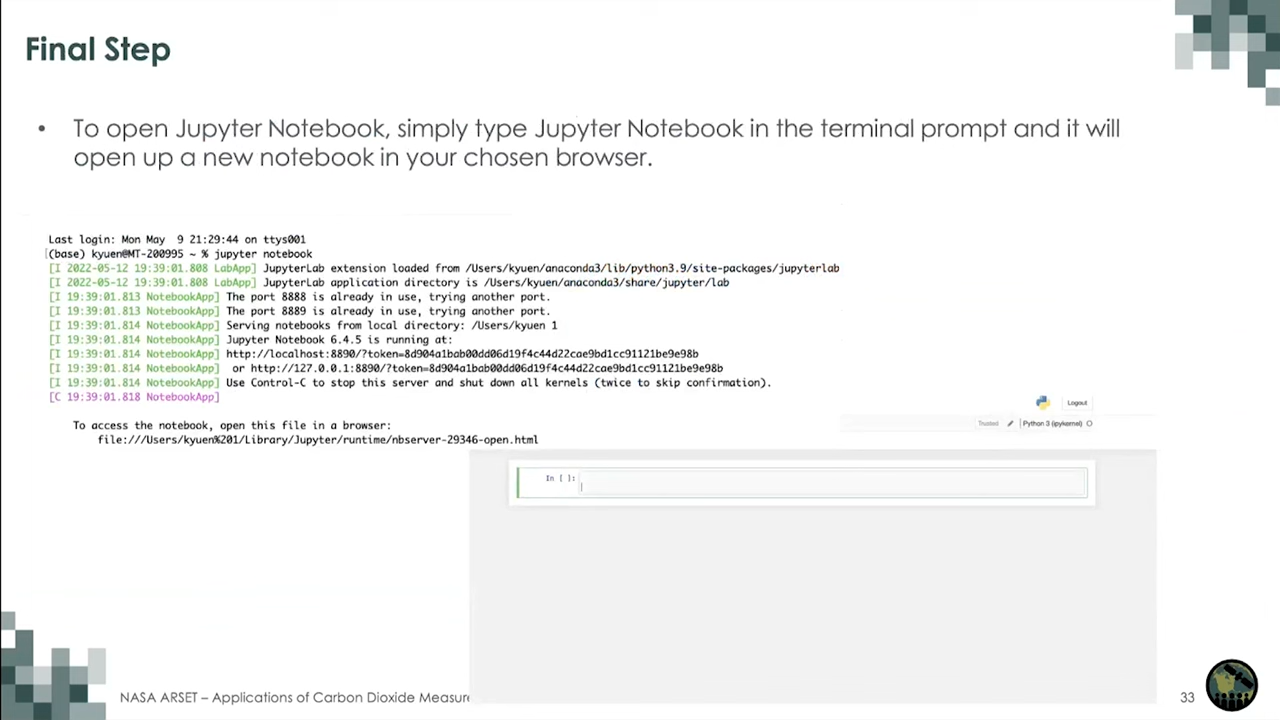 Final Step
• To open Jupyter Notebook, simply type Jupyter Notebook in the terminal prompt and it will
open up a new notebook in your chosen browser.
Last login: Mon May  9 21:29:44 on ttys001
[(base) kyuen@MT-200995 ~ % jupyter notebook
[I 2022-05-12 19:39:01.808 LabApp] JupyterLab extension loaded from /Users/kyuen/anaconda3/lib/python3.9/site-packages/jupyterlab
[I 2022-05-12 19:39:01.808 LabApp] JupyterLab application directory is /Users/kyuen/anaconda3/share/jupyter/lab
[I 19:39:01.813 NotebookApp] The port 8888 is already in use, trying another port.
[I 19:39:01.813 NotebookApp] The port 8889 is already in use, trying another port.
[I 19:39:01.814 NotebookApp] Serving notebooks from local directory: /Users/kyuen 1
[I 19:39:01.814 NotebookApp] Jupyter Notebook 6.4.5 is running at:
[I 19:39:01.814 NotebookApp] http://localhost:8890/?token=8d904a1bab00dd06d19f4c44d22cae9bd1cc91121be9e98b
[I 19:39:01.814 NotebookApp]  or http://127.0.0.1:8890/?token=8d904a1bab00dd06d19f4c44d22cae9bd1cc91121be9e98b
[I 19:39:01.814 NotebookApp] Use Control-C to stop this server and shut down all kernels (twice to skip confirmation).
[C 19:39:01.818 NotebookApp]
To access the notebook, open this file in a browser:
file:///Users/kyuen%201/Library/Jupyter/runtime/nbserver-29346-open.html
Logout
Trusted Python 3 (ipykernel)
In [ ]:
NASA ARSET – Applications of Carbon Dioxide Measure
33